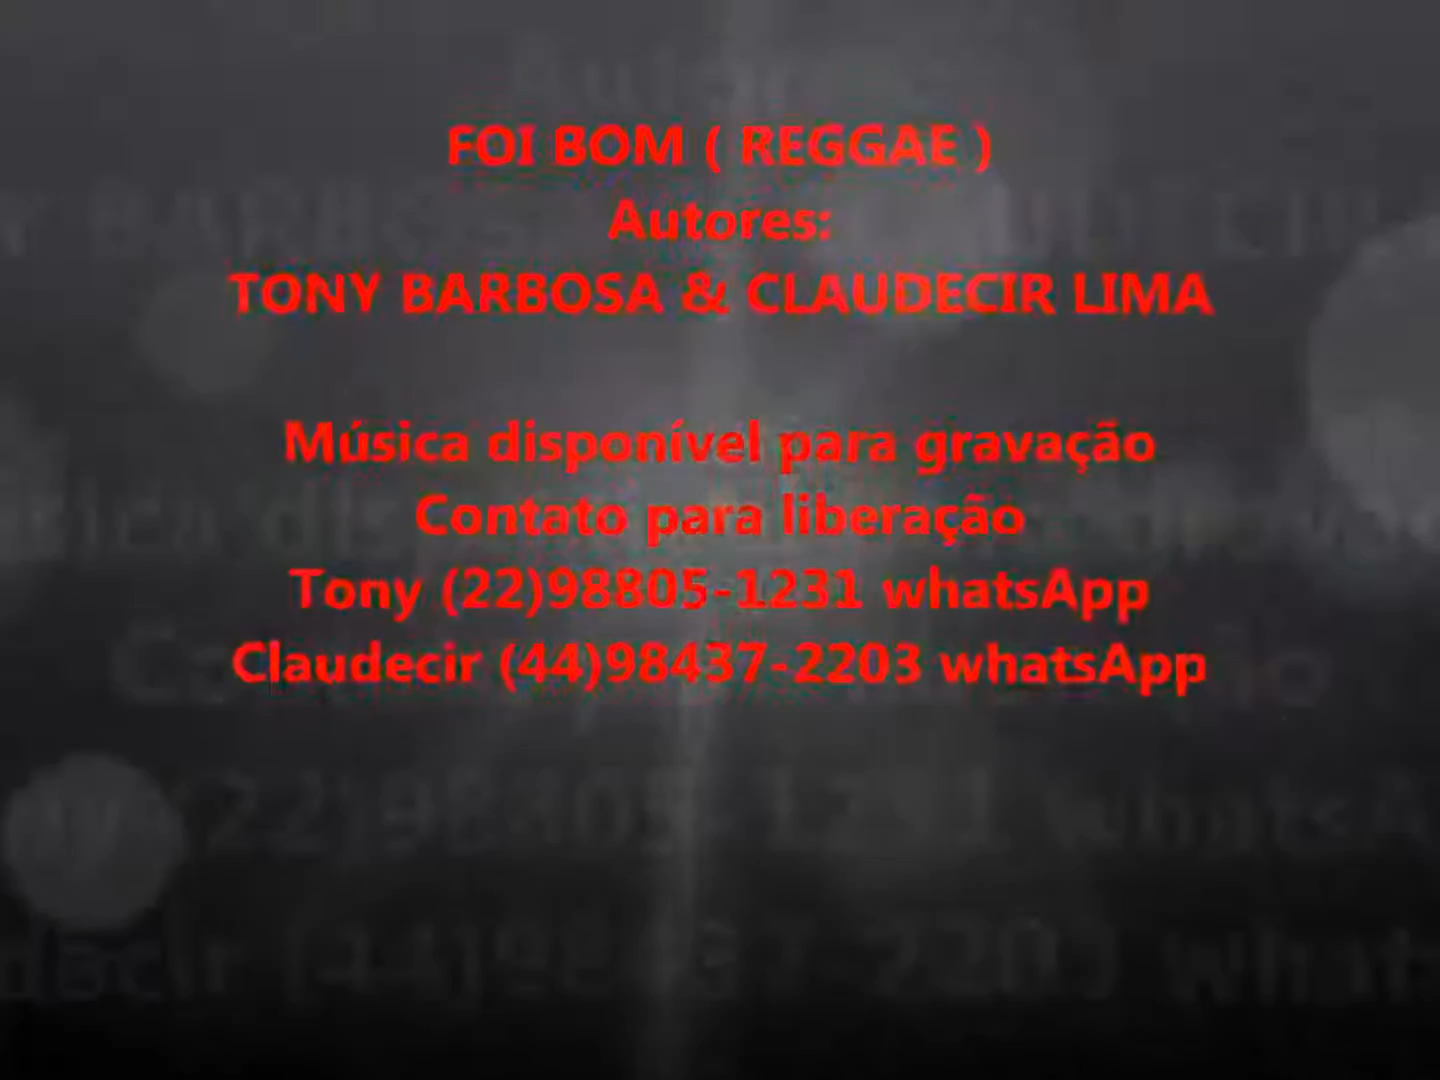 FOI BOM ( REGGAE )
Autores:
TONY BARBOSA & CLAUDECIR LIMA
Música disponível para gravação
Contato para liberação
Tony (22)98805-1231 whatsApp
Claudecir (44)98437-2203 whatsApp